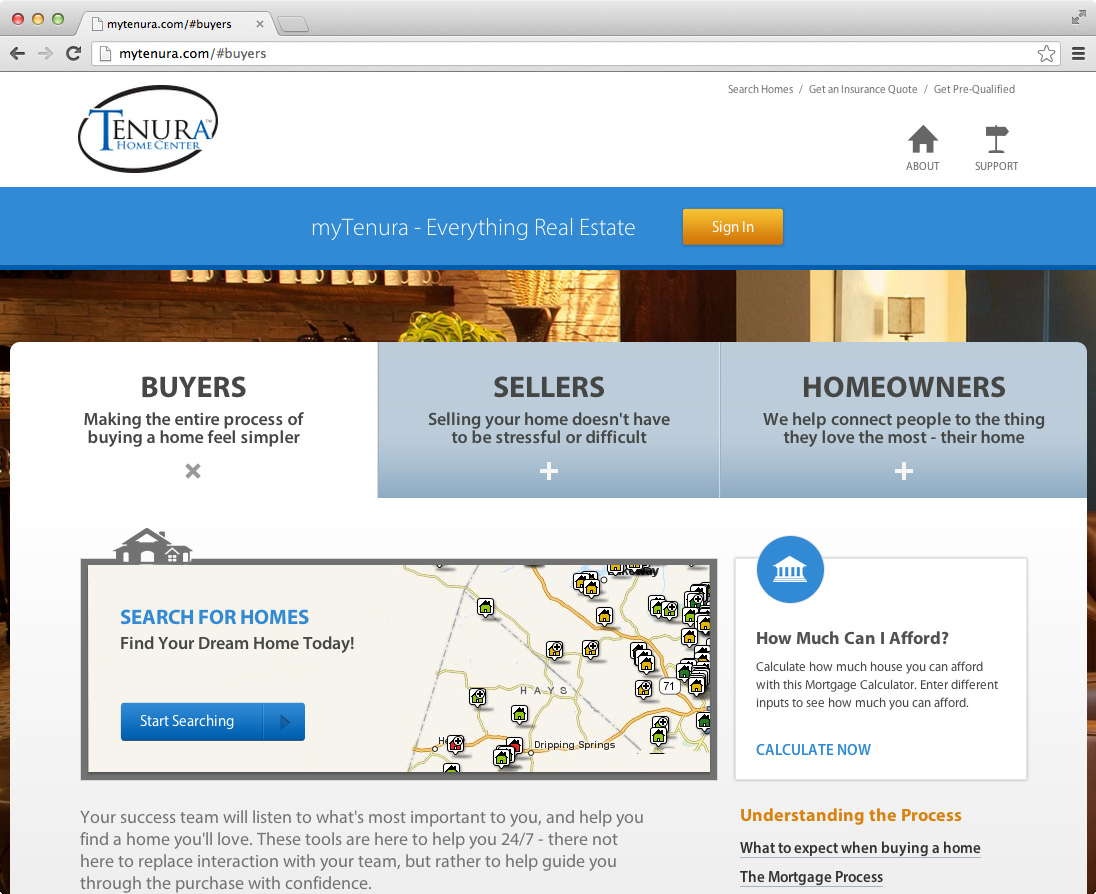 mytenura.com/#buyers
mytenura.com/#buyers
TENURA™
HOMECENTER
Search Homes / Get an Insurance Quote / Get Pre-Qualified
ABOUT
SUPPORT
myTenura - Everything Real Estate
Sign In
BUYERS
Making the entire process of
buying a home feel simpler
SELLERS
Selling your home doesn't have
to be stressful or difficult
HOMEOWNERS
We help connect people to the thing
they love the most - their home
SEARCH FOR HOMES
Find Your Dream Home Today!
Start Searching
HAYS
71
Dripping Springs
How Much Can I Afford?
Calculate how much house you can afford
with this Mortgage Calculator. Enter different
inputs to see how much you can afford.
CALCULATE NOW
Your success team will listen to what's most important to you, and help you
find a home you'll love. These tools are here to help you 24/7 - there not
here to replace interaction with your team, but rather to help guide you
through the purchase with confidence.
Understanding the Process
What to expect when buying a home
The Mortgage Process